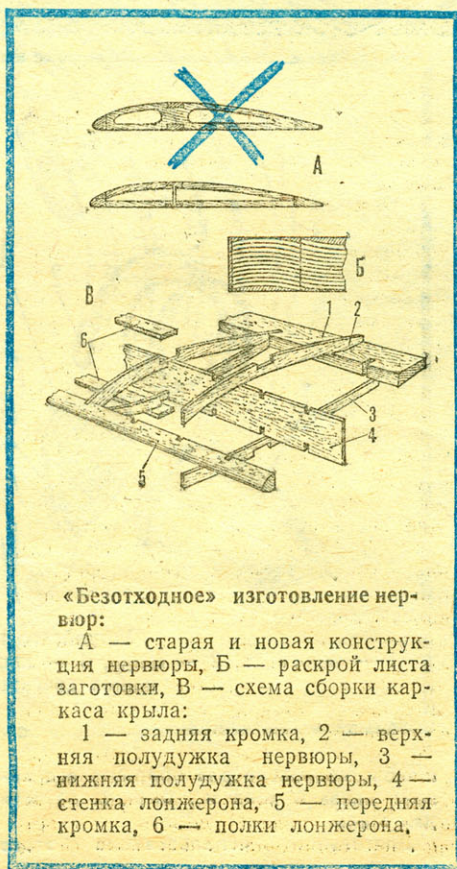 А
Б
В
1
2
6
3
4
5
«Безотходное» изготовление нер-
вюр:
А — старая и новая конструк-
ция нервюры, Б — раскрой листа
заготовки, В — схема сборки кар-
каса крыла:
1 — задняя кромка, 2 — верх-
няя полудужка нервюры, 3 —
нижняя полудужка нервюры, 4 —
стенка лонжерона, 5 — передняя
кромка, 6 — полки лонжерона.